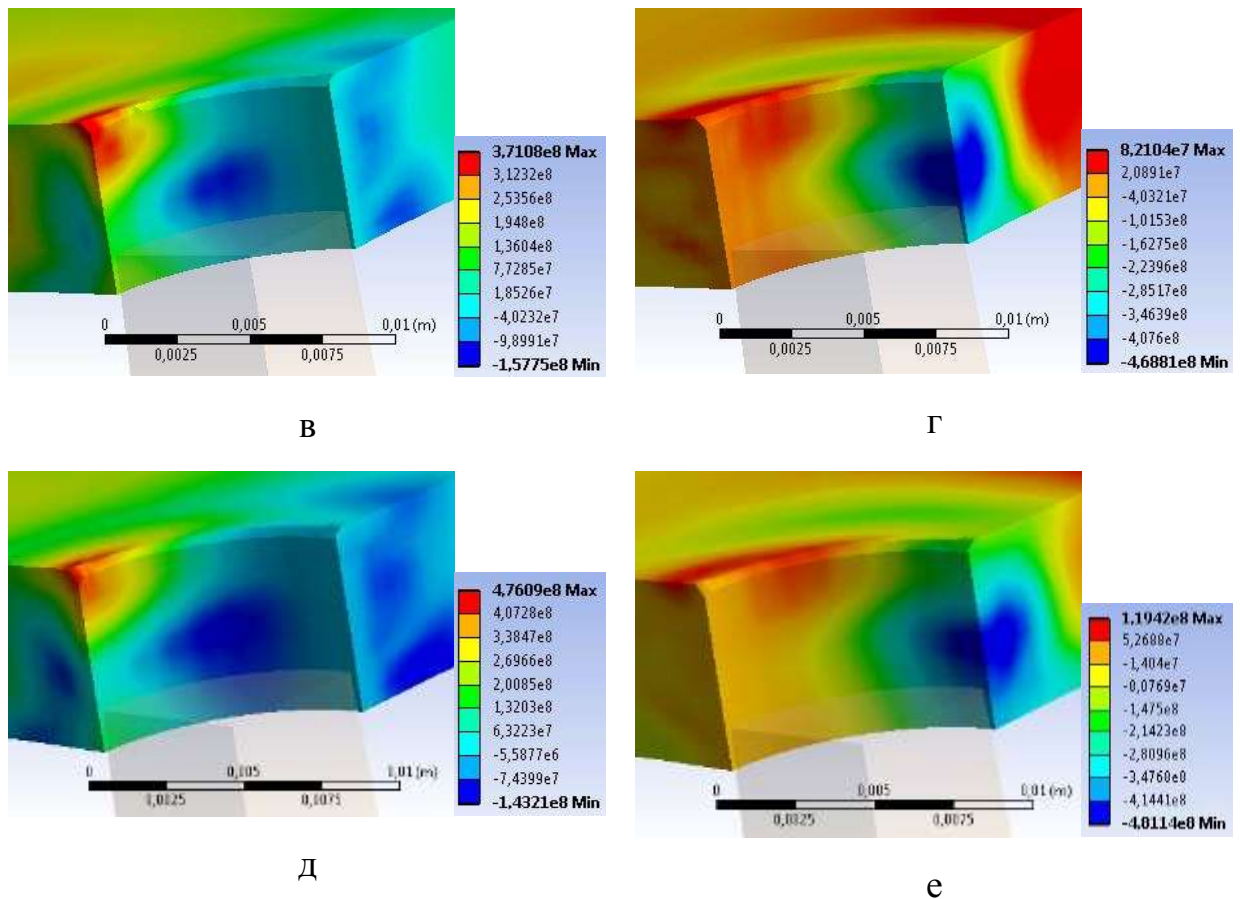 3,7108e8 Max
3,1232e8
2,5356e8
1,948e8
1,3604e8
7,7285e7
1,8526e7
-4,0232e7
-9,8991e7
-1,5775e8 Min
0 0,005 0,01 (m)
0,0025 0,0075
в
8,2104e7 Max
2,0891e7
-4,0321e7
-1,0153e8
-1,6275e8
-2,2396e8
-2,8517e8
-3,4639e8
-4,076e8
-4,6881e8 Min
0 0,005 0,01 (m)
0,0025 0,0075
г
4,7609e8 Max
4,0728e8
3,3847e8
2,6966e8
2,0085e8
1,3203e8
6,3223e7
-5,5877e6
-7,4399e7
-1,4321e8 Min
0 0,005 0,01 (m)
0,0025 0,0075
д
1,1942e8 Max
5,2688e7
-1,404e7
-0,0769e7
-1,475e8
-2,1423e8
-2,8096e8
-3,4768e8
-4,1441e8
-4,8114e8 Min
0 0,005 0,01 (m)
0,0025 0,0075
е